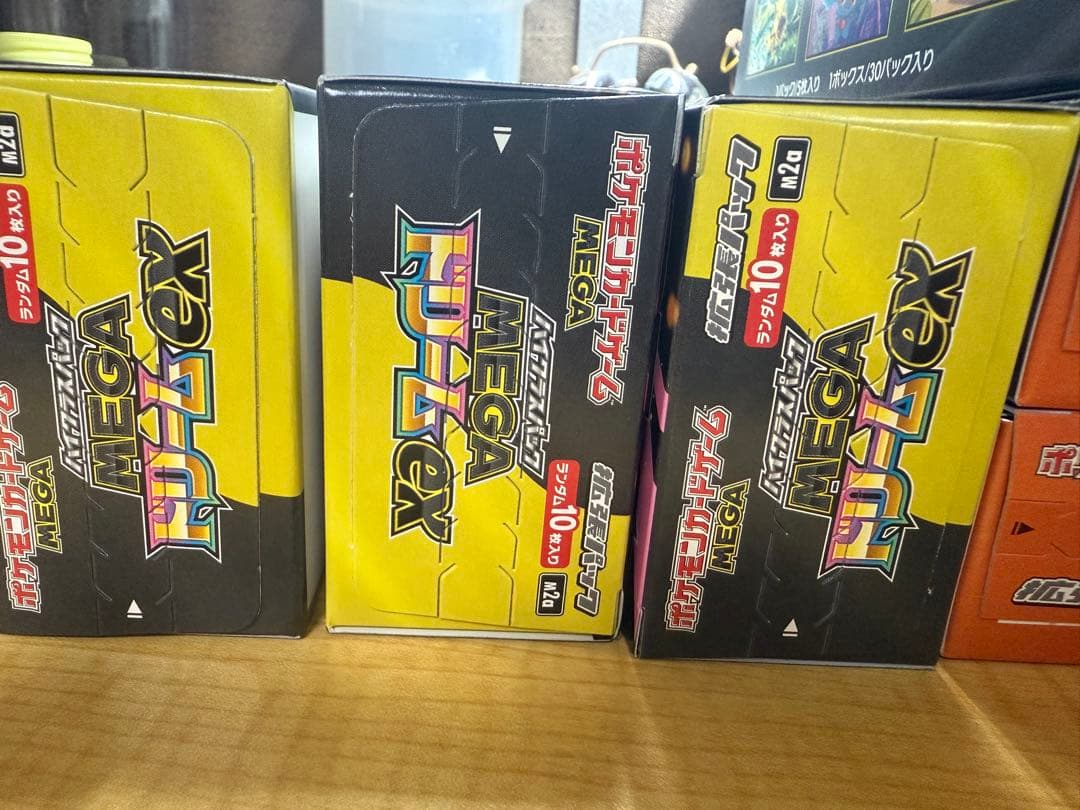 1パック/5枚入り 1ボックス/30パック入り
M2a
ランダム10枚入り
ポケモンカードゲーム
MEGA
ハイクラスパック
MEGA
ドリームex
ポケモンカードゲーム
MEGA
ハイクラスパック
MEGA
ドリームex
拡張パック
ランダム10枚入り
M2a
拡張パック
M2a
ランダム10枚入り
ポケモンカードゲーム
MEGA
ハイクラスパック
MEGA
ドリームex
ポ
拡張